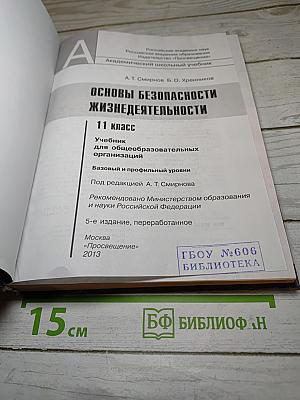 А
Российская академия наук
Российская академия образования
Издательство «Просвещение»
Академический школьный учебник
А. Т. Смирнов Б. О. Хренников
ОСНОВЫ БЕЗОПАСНОСТИ
ЖИЗНЕДЕЯТЕЛЬНОСТИ
11 класс
Учебник
для общеобразовательных
организаций
Базовый и профильный уровни
Под редакцией А. Т. Смирнова
Рекомендовано Министерством образования
и науки Российской Федерации
5-е издание, переработанное
Москва
«Просвещение»
2013
ГБОУ №606
БИБЛИОТЕКА
15 см
БФ БИБЛИОФАН